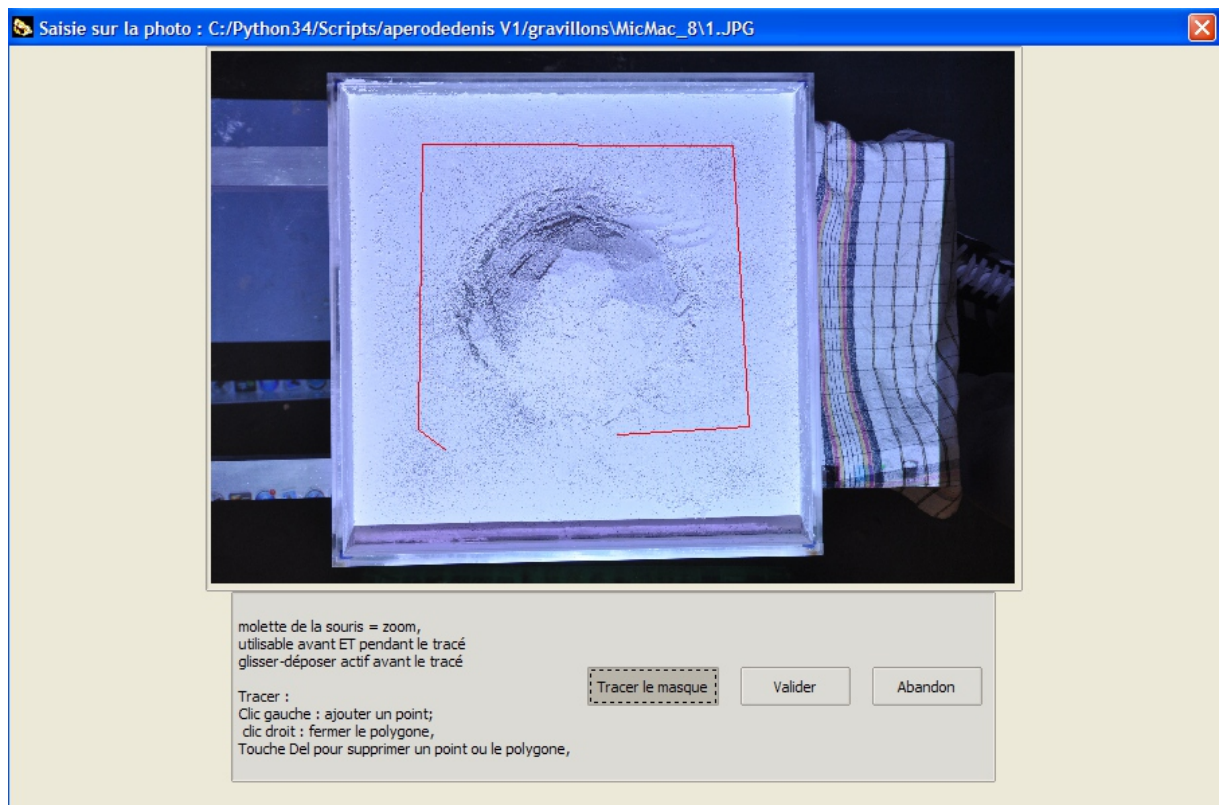 Saisie sur la photo : C:/Python34/Scripts/aperodedenis V1/gravillons\MicMac_8\1.JPG
molette de la souris = zoom,
utilisable avant ET pendant le tracé
glisser-déposer actif avant le tracé
Tracer :
Clic gauche : ajouter un point;
clic droit : fermer le polygone,
Touche Del pour supprimer un point ou le polygone,
Tracer le masque
Valider
Abandon